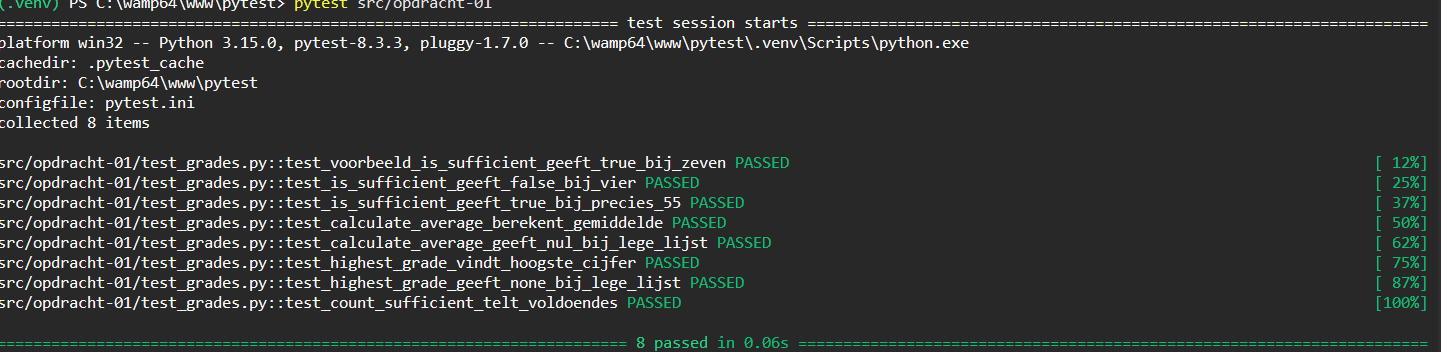 (.venv) PS C:\wamp64\www\pytest> pytest src/opdracht-01
============================================================================= test session starts =============================================================================
platform win32 -- Python 3.15.0, pytest-8.3.3, pluggy-1.7.0 -- C:\wamp64\www\pytest\.venv\Scripts\python.exe
cachedir: .pytest_cache
rootdir: C:\wamp64\www\pytest
configfile: pytest.ini
collected 8 items
src/opdracht-01/test_grades.py::test_voorbeeld_is_sufficient_geeft_true_bij_zeven PASSED [ 12%]
src/opdracht-01/test_grades.py::test_is_sufficient_geeft_false_bij_vier PASSED [ 25%]
src/opdracht-01/test_grades.py::test_is_sufficient_geeft_true_bij_precies_55 PASSED [ 37%]
src/opdracht-01/test_grades.py::test_calculate_average_berekent_gemiddelde PASSED [ 50%]
src/opdracht-01/test_grades.py::test_calculate_average_geeft_nul_bij_lege_lijst PASSED [ 62%]
src/opdracht-01/test_grades.py::test_highest_grade_vindt_hoogste_cijfer PASSED [ 75%]
src/opdracht-01/test_grades.py::test_highest_grade_geeft_none_bij_lege_lijst PASSED [ 87%]
src/opdracht-01/test_grades.py::test_count_sufficient_telt_voldoendes PASSED [100%]
============================================================================== 8 passed in 0.06s ==============================================================================